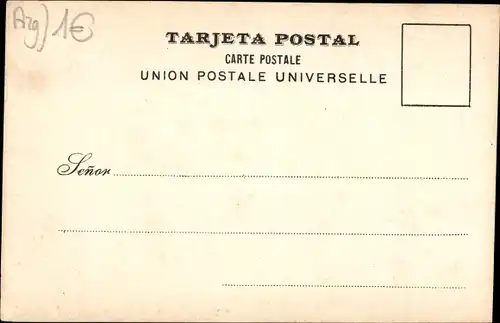 Arg) 1€
TARJETA POSTAL
CARTE POSTALE
UNION POSTALE UNIVERSELLE
Señor